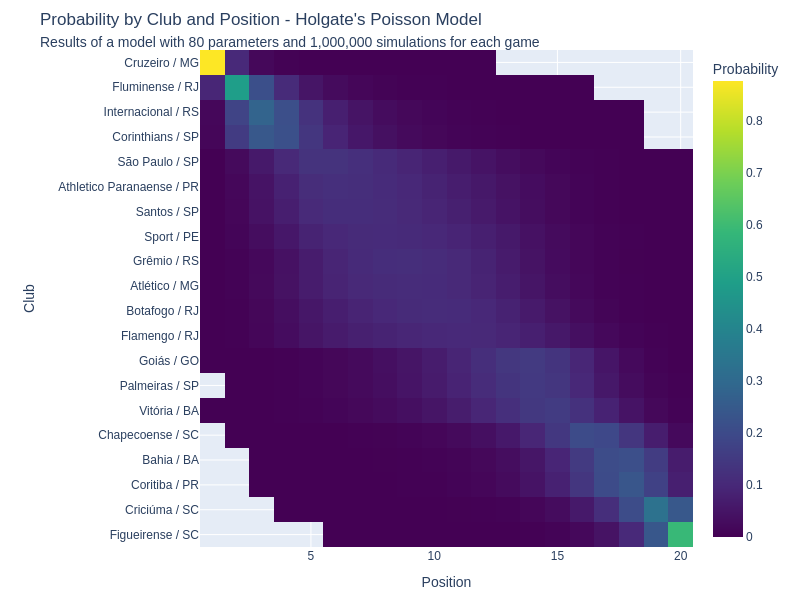 Probability by Club and Position - Holgate's Poisson Model
Results of a model with 80 parameters and 1,000,000 simulations for each game
Probability
Cruzeiro / MG
Fluminense / RJ
Internacional / RS
Corinthians / SP
São Paulo / SP
Athletico Paranaense / PR
Santos / SP
Sport / PE
Grêmio / RS
Atlético / MG
Botafogo / RJ
Flamengo / RJ
Goiás / GO
Palmeiras / SP
Vitória / BA
Chapecoense / SC
Bahia / BA
Coritiba / PR
Criciúma / SC
Figueirense / SC
Club
5
10
15
20
Position
0.8
0.7
0.6
0.5
0.4
0.3
0.2
0.1
0